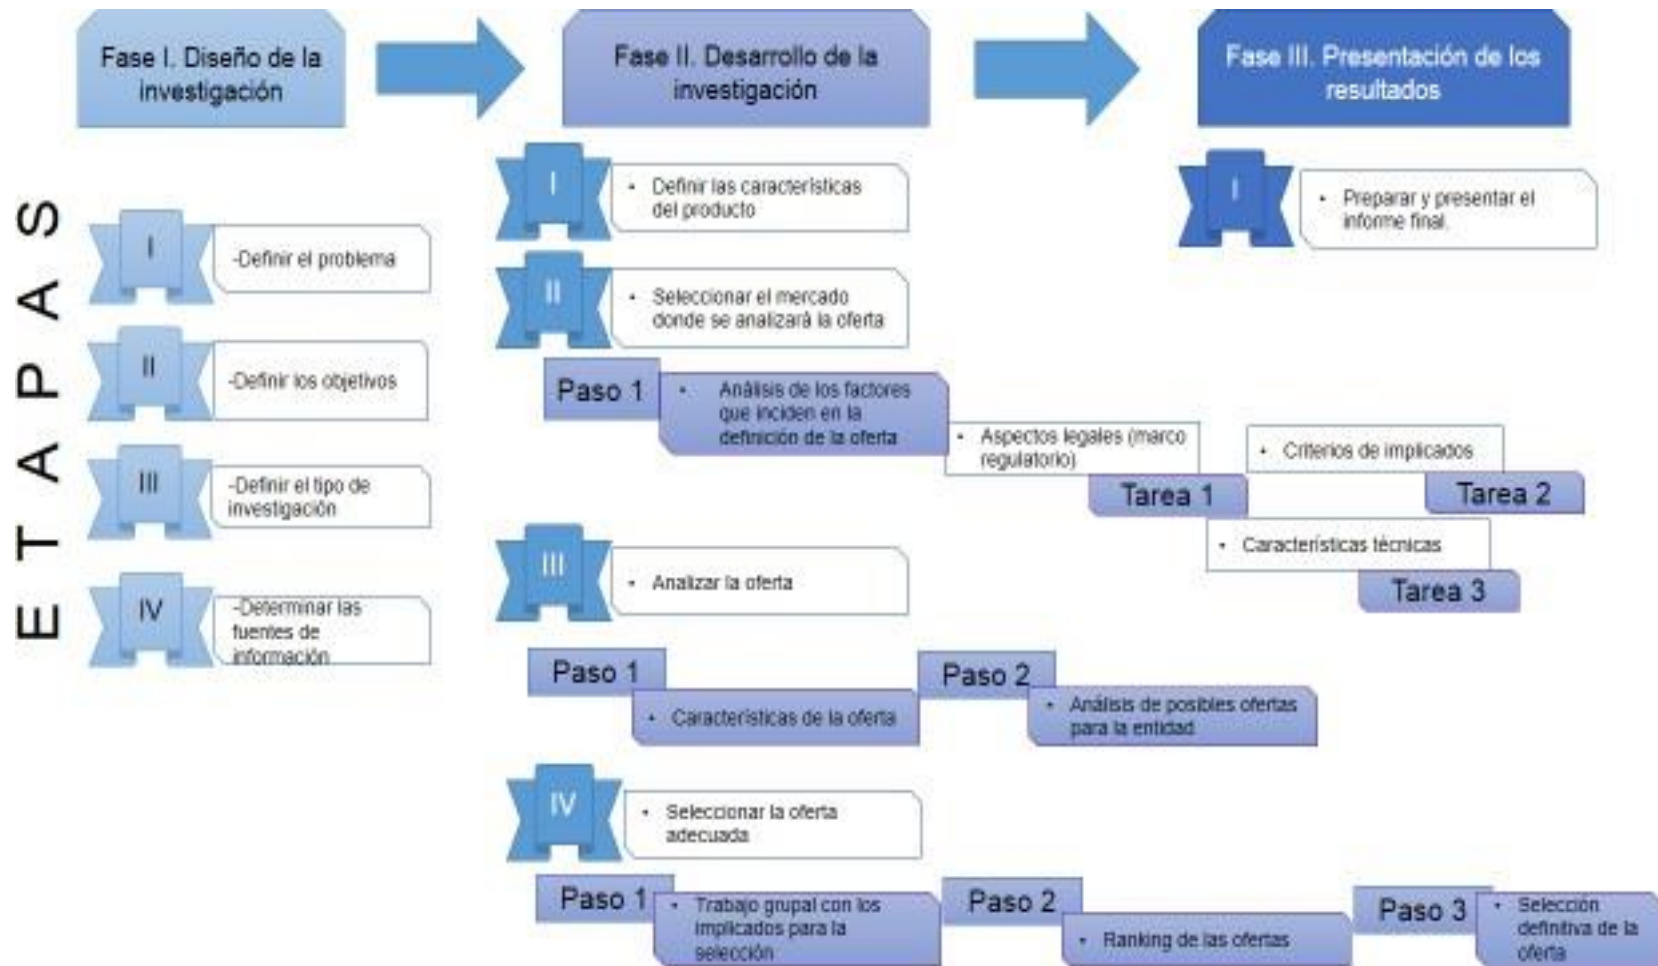 Fase I. Diseño de la
investigación
Fase II. Desarrollo de la
investigación
Fase III. Presentación de los
resultados
ETAPAS
I
-Definir el problema
II
-Definir los objetivos
III
-Definir el tipo de
investigación
IV
-Determinar las
fuentes de
información
I
• Definir las características
del producto
II
• Seleccionar el mercado
donde se analizará la oferta
Paso 1
• Análisis de los factores
que inciden en la
definición de la oferta
• Aspectos legales (marco
regulatorio)
Tarea 1
• Criterios de implicados
Tarea 2
• Características técnicas
Tarea 3
III
• Analizar la oferta
Paso 1
• Características de la oferta
Paso 2
• Análisis de posibles ofertas
para la entidad
IV
• Seleccionar la oferta
adecuada
Paso 1
• Trabajo grupal con los
implicados para la
selección
Paso 2
• Ranking de las ofertas
Paso 3
• Selección
definitiva de la
oferta
I
• Preparar y presentar el
informe final.